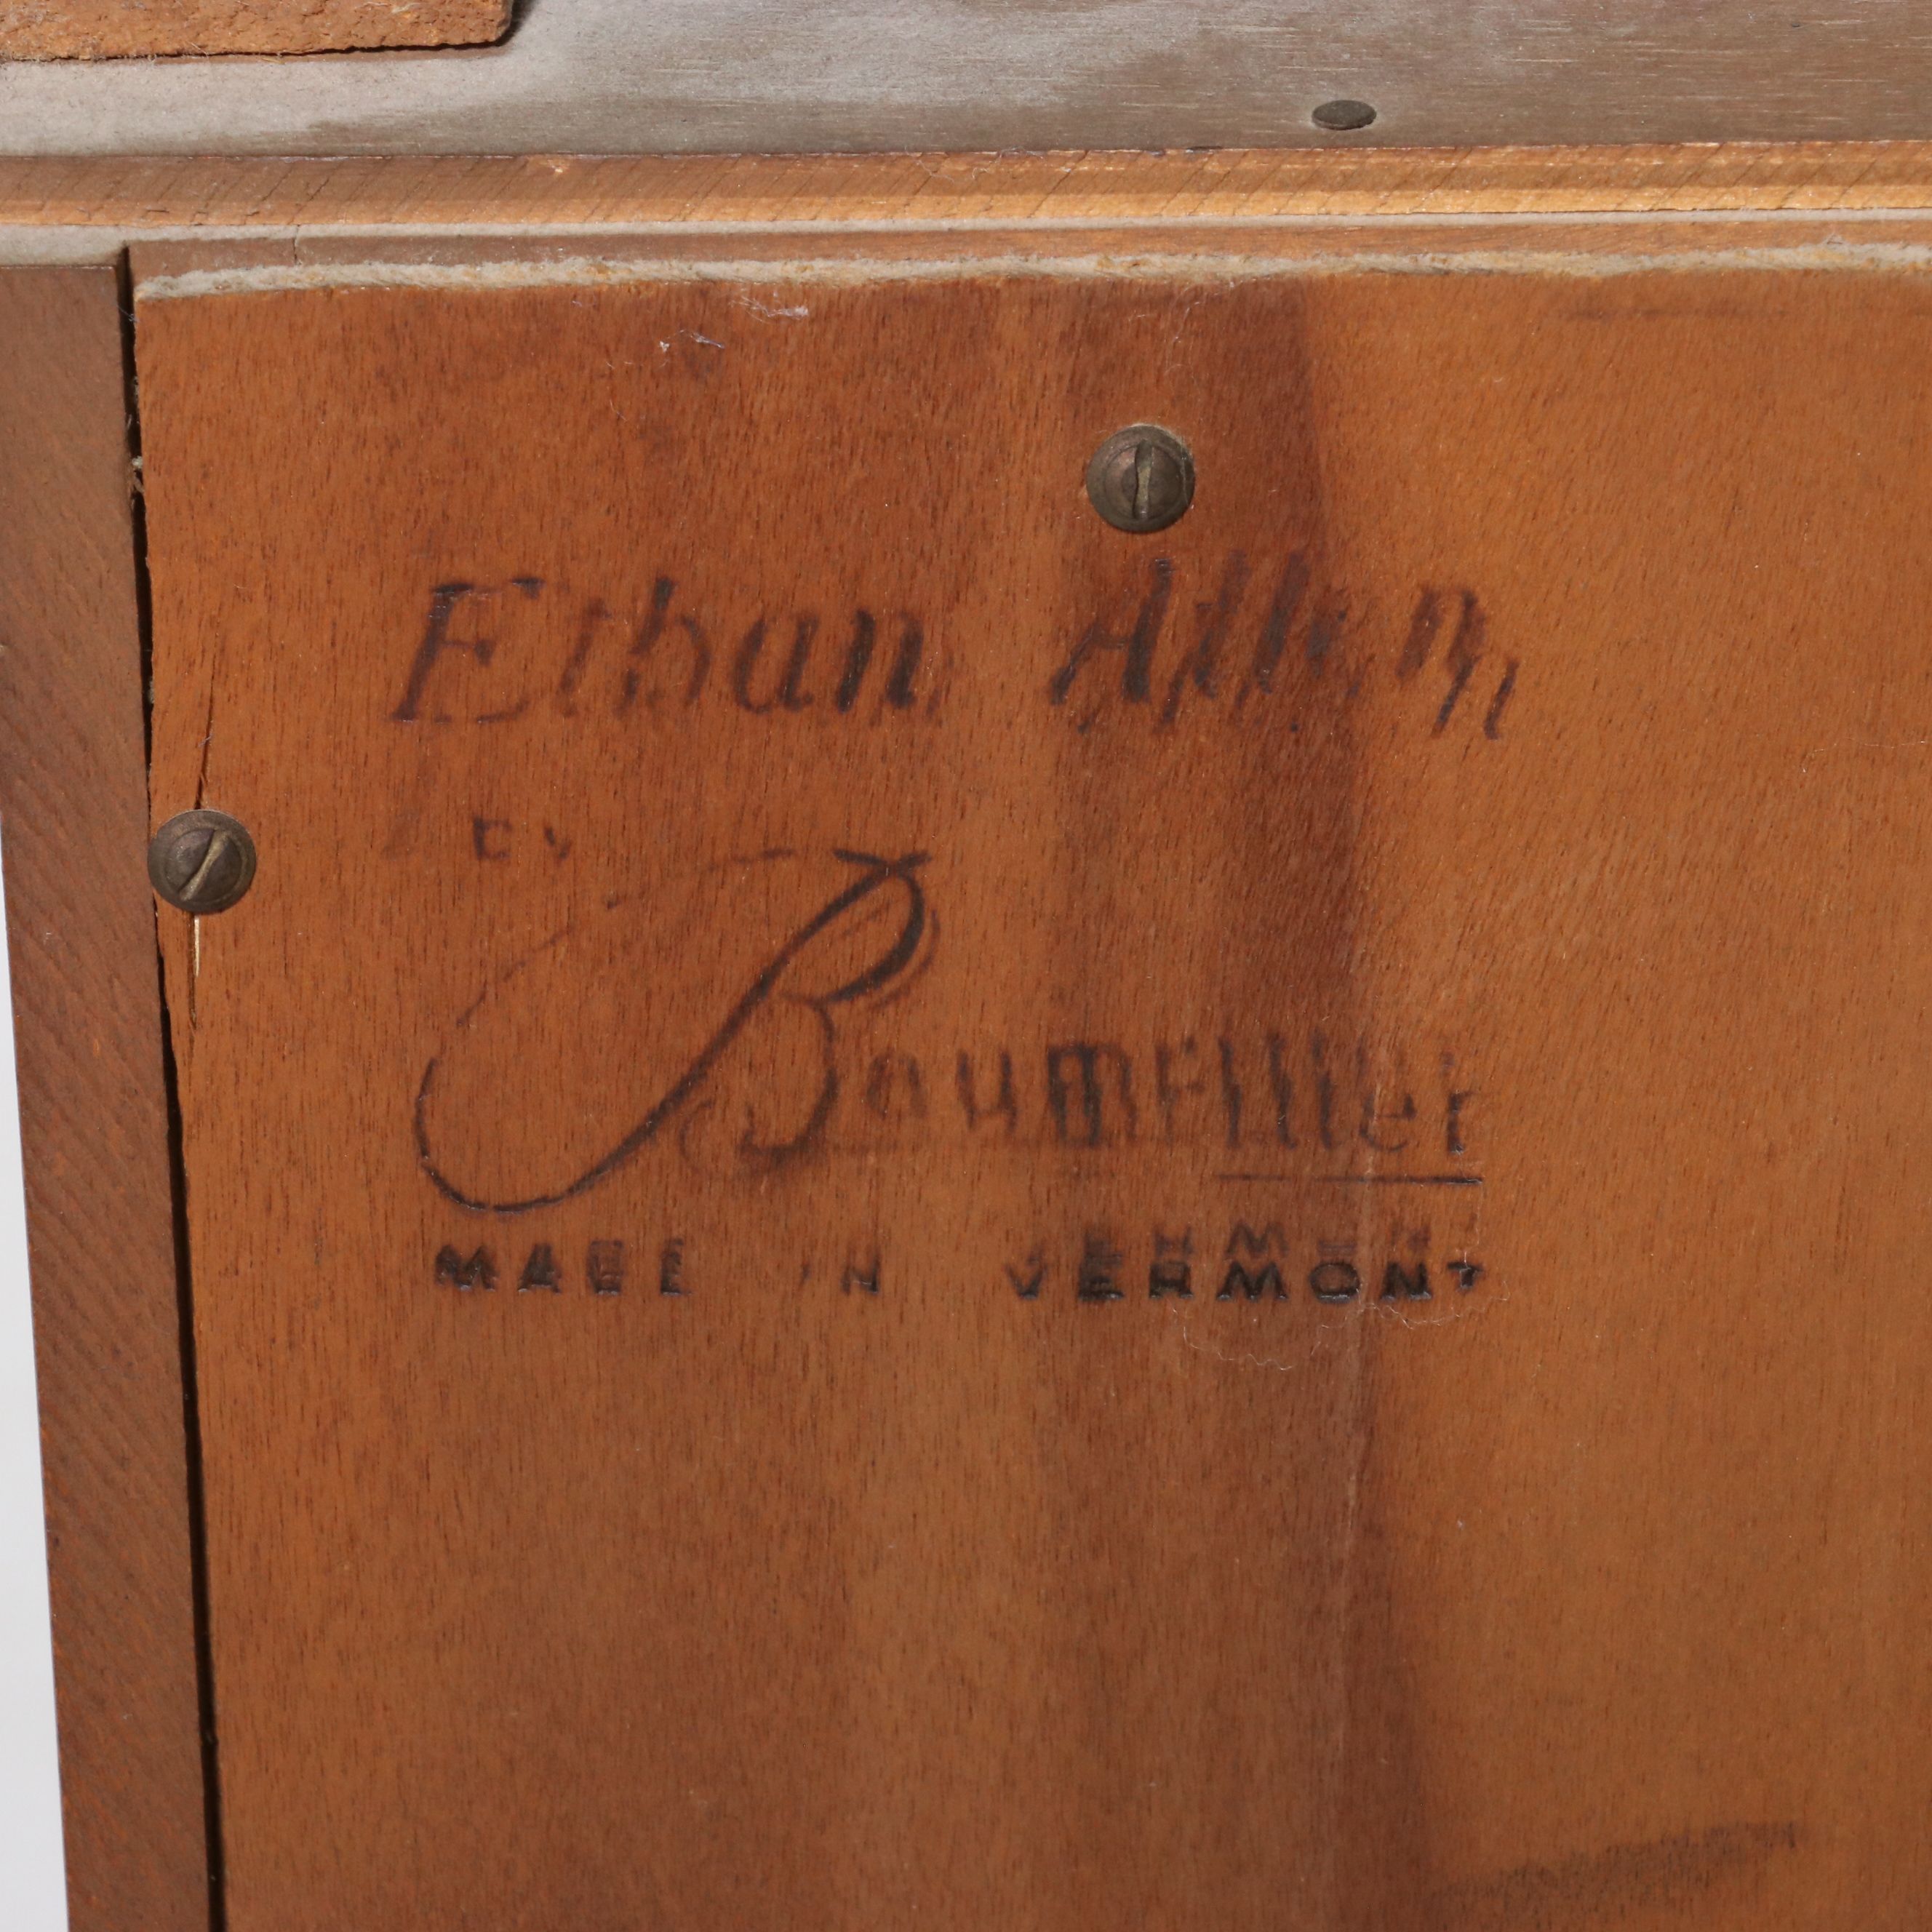 Ethan Allen
BY
Baumritter
MADE IN VERMONT